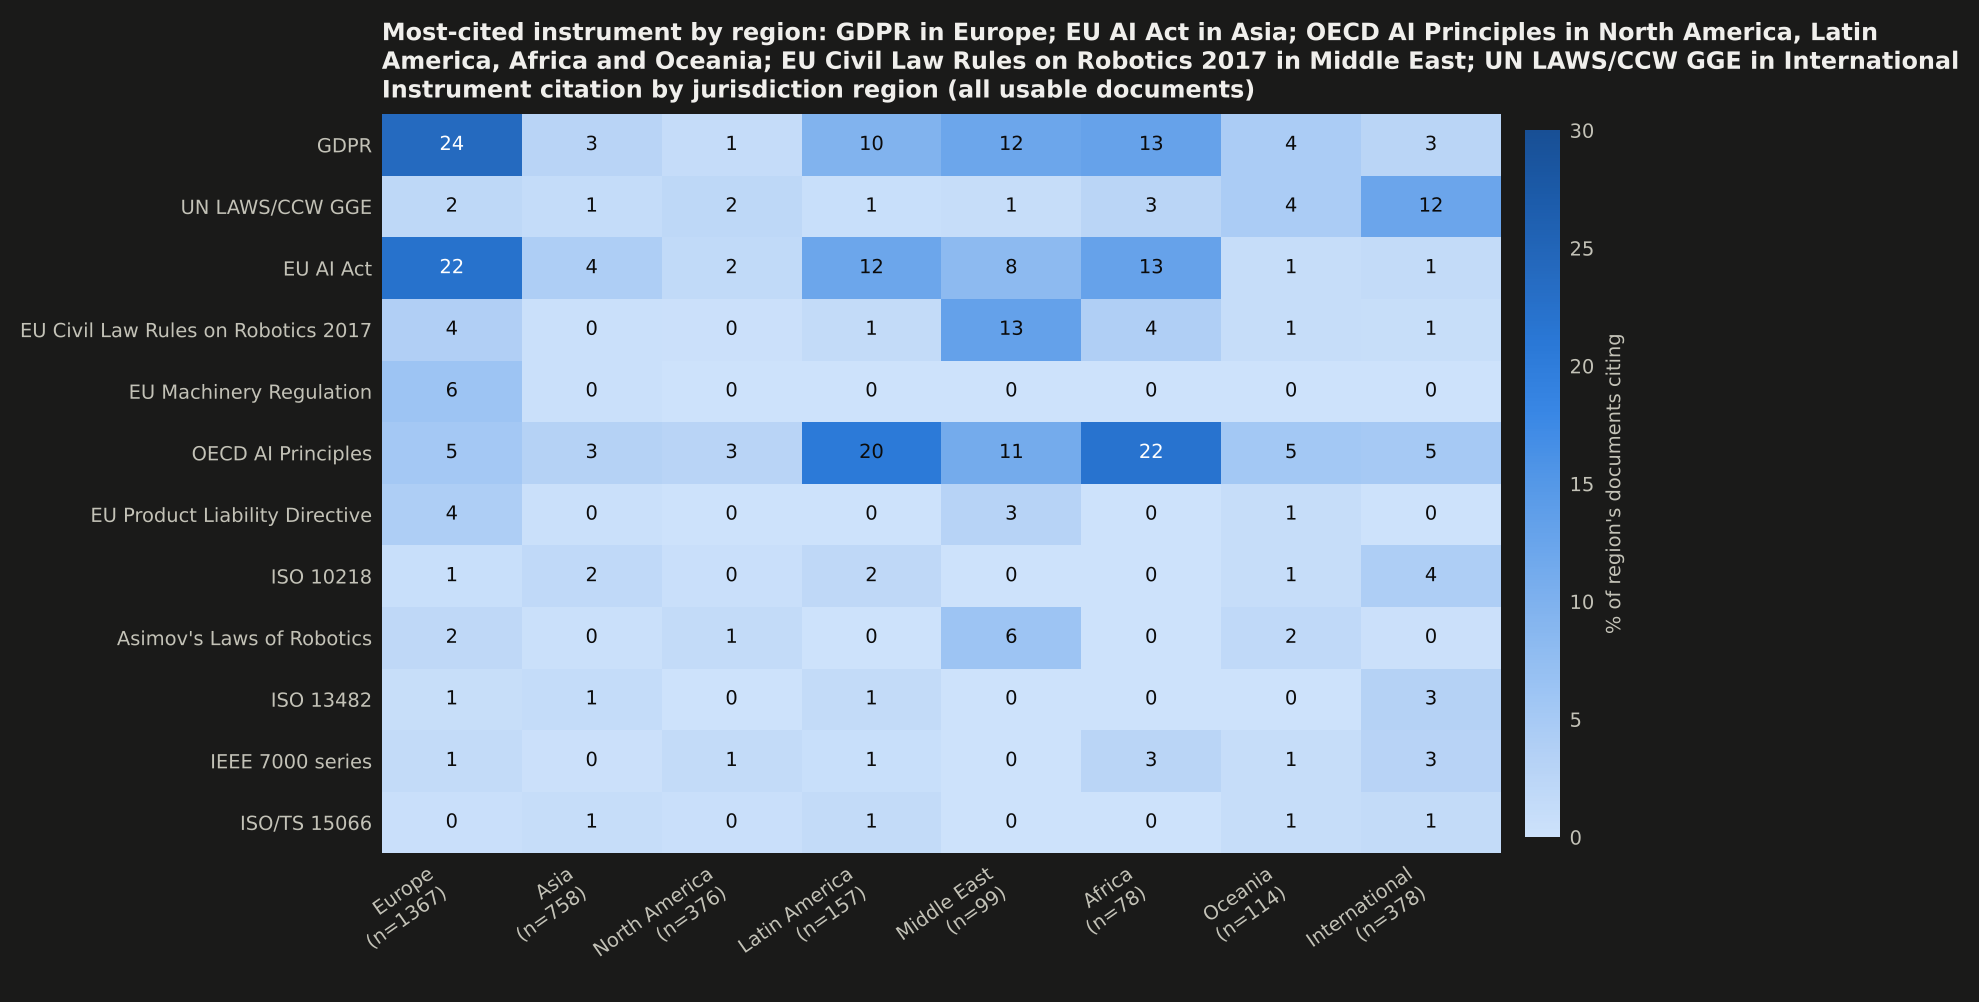 Most-cited instrument by region: GDPR in Europe; EU AI Act in Asia; OECD AI Principles in North America, Latin
America, Africa and Oceania; EU Civil Law Rules on Robotics 2017 in Middle East; UN LAWS/CCW GGE in International
Instrument citation by jurisdiction region (all usable documents)
GDPR 24 3 1 10 12 13 4 3
UN LAWS/CCW GGE 2 1 2 1 1 3 4 12
EU AI Act 22 4 2 12 8 13 1 1
EU Civil Law Rules on Robotics 2017 4 0 0 1 13 4 1 1
EU Machinery Regulation 6 0 0 0 0 0 0 0
OECD AI Principles 5 3 3 20 11 22 5 5
EU Product Liability Directive 4 0 0 0 3 0 1 0
ISO 10218 1 2 0 2 0 0 1 4
Asimov's Laws of Robotics 2 0 1 0 6 0 2 0
ISO 13482 1 1 0 1 0 0 0 3
IEEE 7000 series 1 0 1 1 0 3 1 3
ISO/TS 15066 0 1 0 1 0 0 1 1
Europe
(n=1367)
Asia
(n=758)
North America
(n=376)
Latin America
(n=157)
Middle East
(n=99)
Africa
(n=78)
Oceania
(n=114)
International
(n=378)
30
25
20
15
10
5
0
% of region's documents citing